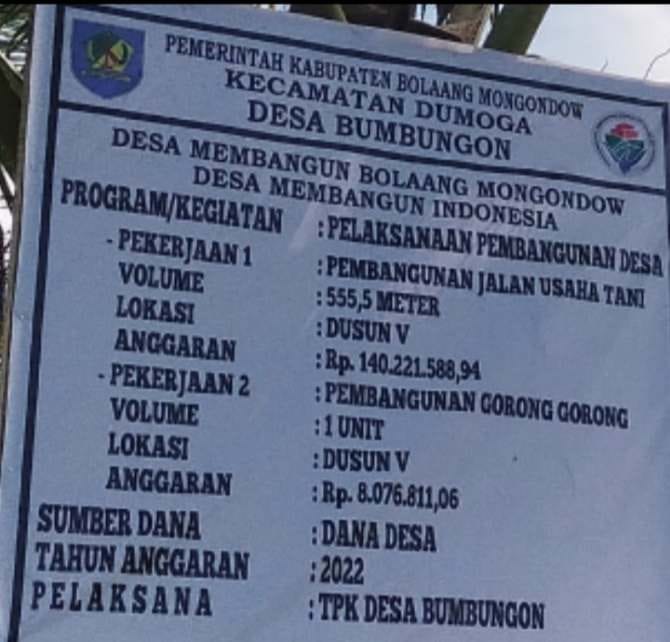 PEMERINTAH KABUPATEN BOLAANG MONGONDOW
KECAMATAN DUMOGA
DESA BUMBUNGON
DESA MEMBANGUN BOLAANG MONGONDOW
DESA MEMBANGUN INDONESIA
PROGRAM/KEGIATAN : PELAKSANAAN PEMBANGUNAN DESA
- PEKERJAAN 1 : PEMBANGUNAN JALAN USAHA TANI
VOLUME : 555,5 METER
LOKASI : DUSUN V
ANGGARAN : Rp. 140.221.588,94
- PEKERJAAN 2 : PEMBANGUNAN GORONG GORONG
VOLUME : 1 UNIT
LOKASI : DUSUN V
ANGGARAN : Rp. 8.076.811,06
SUMBER DANA : DANA DESA
TAHUN ANGGARAN : 2022
PELAKSANA : TPK DESA BUMBUNGON